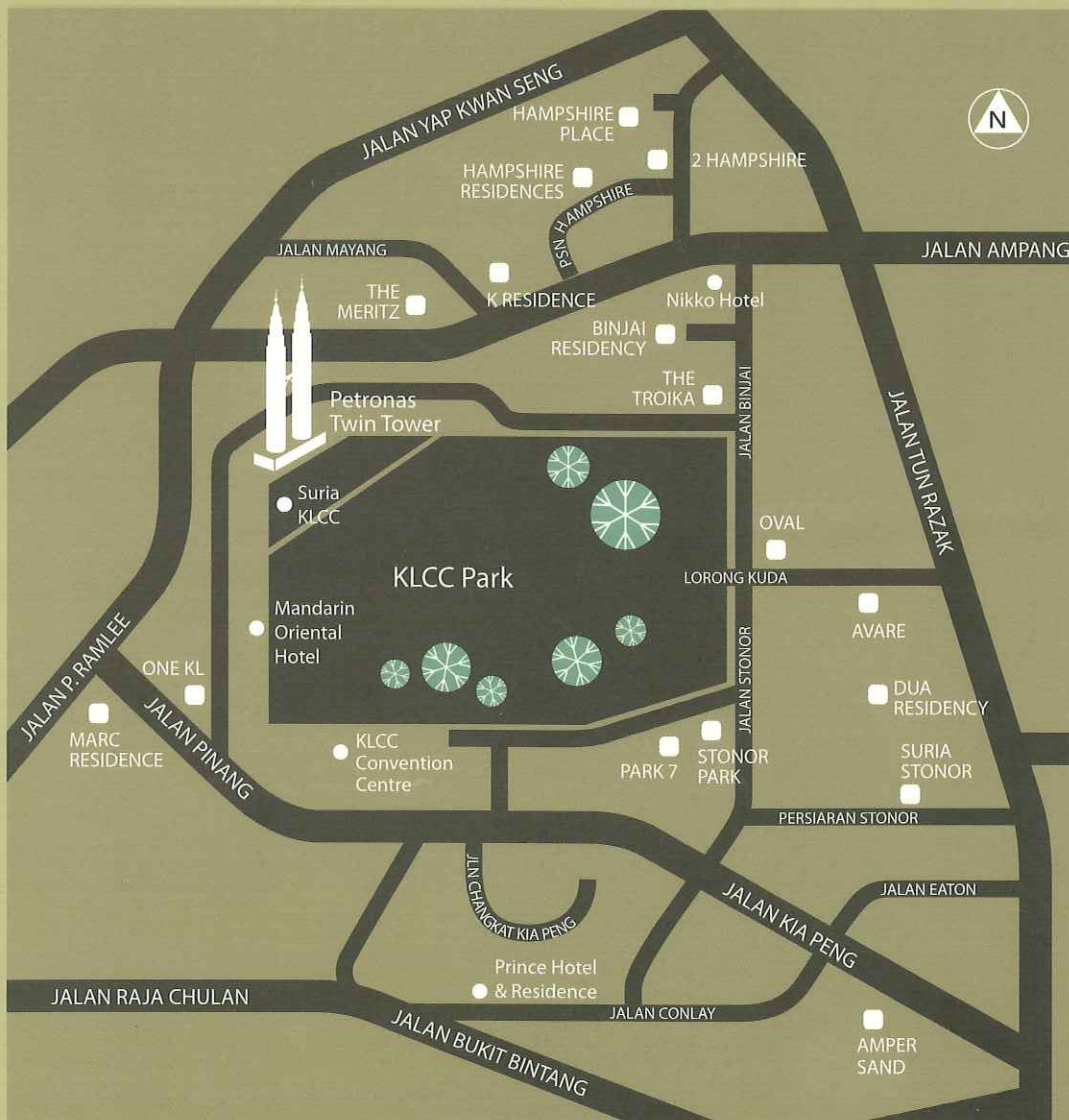 JALAN YAP KWAN SENG
HAMPSHIRE
PLACE
N
2 HAMPSHIRE
HAMPSHIRE
RESIDENCES
PSN HAMPSHIRE
JALAN MAYANG
JALAN AMPANG
THE
MERITZ
K RESIDENCE
Nikko Hotel
BINJAI
RESIDENCY
THE
TROIKA
JALAN BINJAI
JALAN TUN RAZAK
Petronas
Twin Tower
Suria
KLCC
OVAL
KLCC Park
LORONG KUDA
Mandarin
Oriental
Hotel
AVARE
JALAN P. RAMLEE
ONE KL
JALAN STONOR
DUA
RESIDENCY
MARC
RESIDENCE
JALAN PINANG
KLCC
Convention
Centre
PARK 7
STONOR
PARK
SURIA
STONOR
PERSIARAN STONOR
JLN CHANGKAT KIA PENG
JALAN KIA PENG
JALAN EATON
Prince Hotel
& Residence
JALAN RAJA CHULAN
JALAN CONLAY
JALAN BUKIT BINTANG
AMPER
SAND